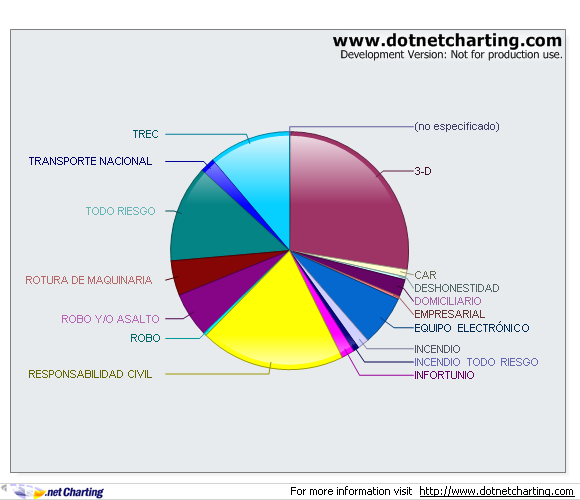 www.dotnetcharting.com
Development Version: Not for production use.
(no especificado)
TREC
TRANSPORTE NACIONAL
3-D
TODO RIESGO
CAR
ROTURA DE MAQUINARIA
DESHONESTIDAD
DOMICILIARIO
EMPRESARIAL
ROBO Y/O ASALTO
EQUIPO ELECTRÓNICO
ROBO
INCENDIO
INCENDIO TODO RIESGO
RESPONSABILIDAD CIVIL
INFORTUNIO
.net Charting
For more information visit http://www.dotnetcharting.com